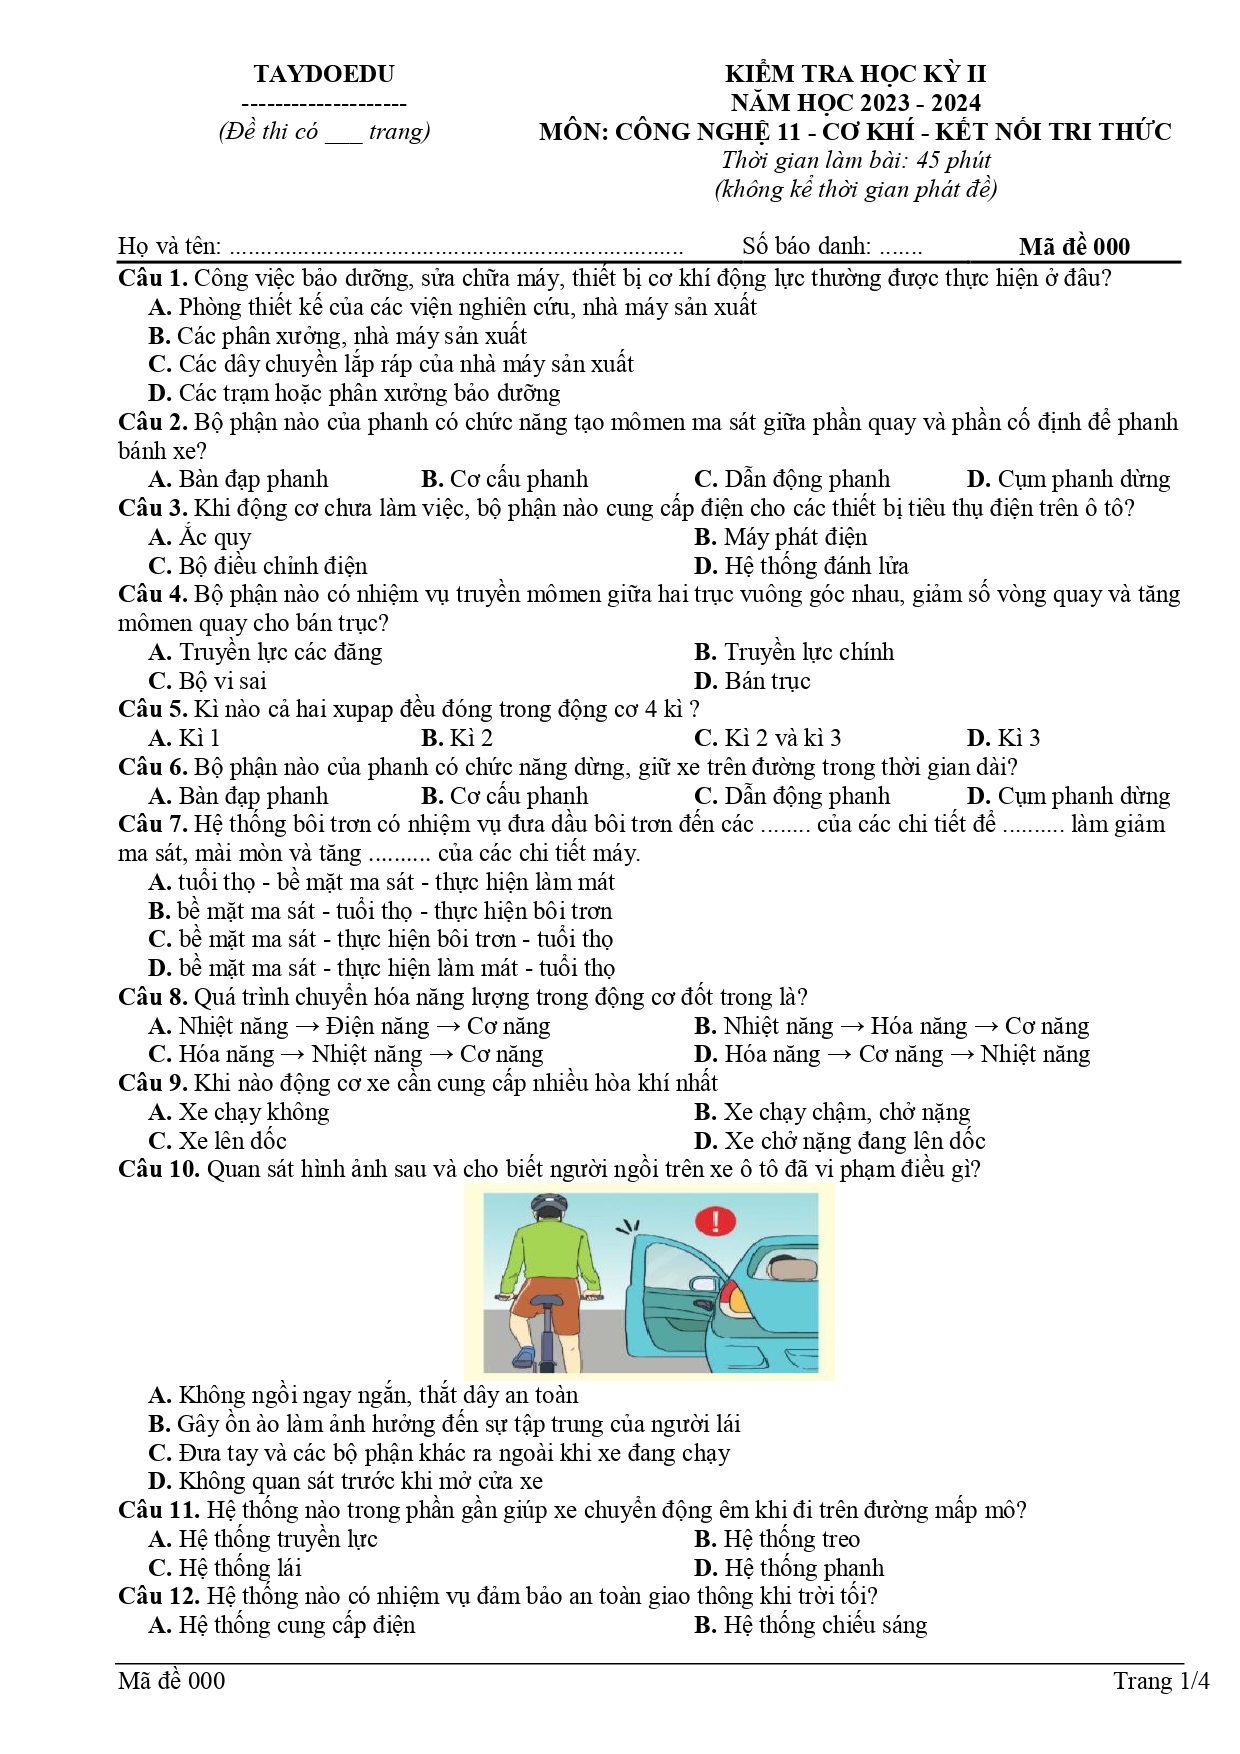 TAYDOEDU
--------------------
(Đề thi có ___ trang)
KIỂM TRA HỌC KỲ II
NĂM HỌC 2023 - 2024
MÔN: CÔNG NGHỆ 11 - CƠ KHÍ - KẾT NỐI TRI THỨC
Thời gian làm bài: 45 phút
(không kể thời gian phát đề)
Họ và tên: ......................................................................... Số báo danh: ....... Mã đề 000
Câu 1. Công việc bảo dưỡng, sửa chữa máy, thiết bị cơ khí động lực thường được thực hiện ở đâu?
A. Phòng thiết kế của các viện nghiên cứu, nhà máy sản xuất
B. Các phân xưởng, nhà máy sản xuất
C. Các dây chuyền lắp ráp của nhà máy sản xuất
D. Các trạm hoặc phân xưởng bảo dưỡng
Câu 2. Bộ phận nào của phanh có chức năng tạo mômen ma sát giữa phần quay và phần cố định để phanh
bánh xe?
A. Bàn đạp phanh B. Cơ cấu phanh C. Dẫn động phanh D. Cụm phanh dừng
Câu 3. Khi động cơ chưa làm việc, bộ phận nào cung cấp điện cho các thiết bị tiêu thụ điện trên ô tô?
A. Ắc quy B. Máy phát điện
C. Bộ điều chỉnh điện D. Hệ thống đánh lửa
Câu 4. Bộ phận nào có nhiệm vụ truyền mômen giữa hai trục vuông góc nhau, giảm số vòng quay và tăng
mômen quay cho bán trục?
A. Truyền lực các đăng B. Truyền lực chính
C. Bộ vi sai D. Bán trục
Câu 5. Kì nào cả hai xupap đều đóng trong động cơ 4 kì ?
A. Kì 1 B. Kì 2 C. Kì 2 và kì 3 D. Kì 3
Câu 6. Bộ phận nào của phanh có chức năng dừng, giữ xe trên đường trong thời gian dài?
A. Bàn đạp phanh B. Cơ cấu phanh C. Dẫn động phanh D. Cụm phanh dừng
Câu 7. Hệ thống bôi trơn có nhiệm vụ đưa dầu bôi trơn đến các ........ của các chi tiết để .......... làm giảm
ma sát, mài mòn và tăng .......... của các chi tiết máy.
A. tuổi thọ - bề mặt ma sát - thực hiện làm mát
B. bề mặt ma sát - tuổi thọ - thực hiện bôi trơn
C. bề mặt ma sát - thực hiện bôi trơn - tuổi thọ
D. bề mặt ma sát - thực hiện làm mát - tuổi thọ
Câu 8. Quá trình chuyển hóa năng lượng trong động cơ đốt trong là?
A. Nhiệt năng → Điện năng → Cơ năng B. Nhiệt năng → Hóa năng → Cơ năng
C. Hóa năng → Nhiệt năng → Cơ năng D. Hóa năng → Cơ năng → Nhiệt năng
Câu 9. Khi nào động cơ xe cần cung cấp nhiều hòa khí nhất
A. Xe chạy không B. Xe chạy chậm, chở nặng
C. Xe lên dốc D. Xe chở nặng đang lên dốc
Câu 10. Quan sát hình ảnh sau và cho biết người ngồi trên xe ô tô đã vi phạm điều gì?
!
A. Không ngồi ngay ngắn, thắt dây an toàn
B. Gây ồn ào làm ảnh hưởng đến sự tập trung của người lái
C. Đưa tay và các bộ phận khác ra ngoài khi xe đang chạy
D. Không quan sát trước khi mở cửa xe
Câu 11. Hệ thống nào trong phần gần giúp xe chuyển động êm khi đi trên đường mấp mô?
A. Hệ thống truyền lực B. Hệ thống treo
C. Hệ thống lái D. Hệ thống phanh
Câu 12. Hệ thống nào có nhiệm vụ đảm bảo an toàn giao thông khi trời tối?
A. Hệ thống cung cấp điện B. Hệ thống chiếu sáng
Mã đề 000 Trang 1/4